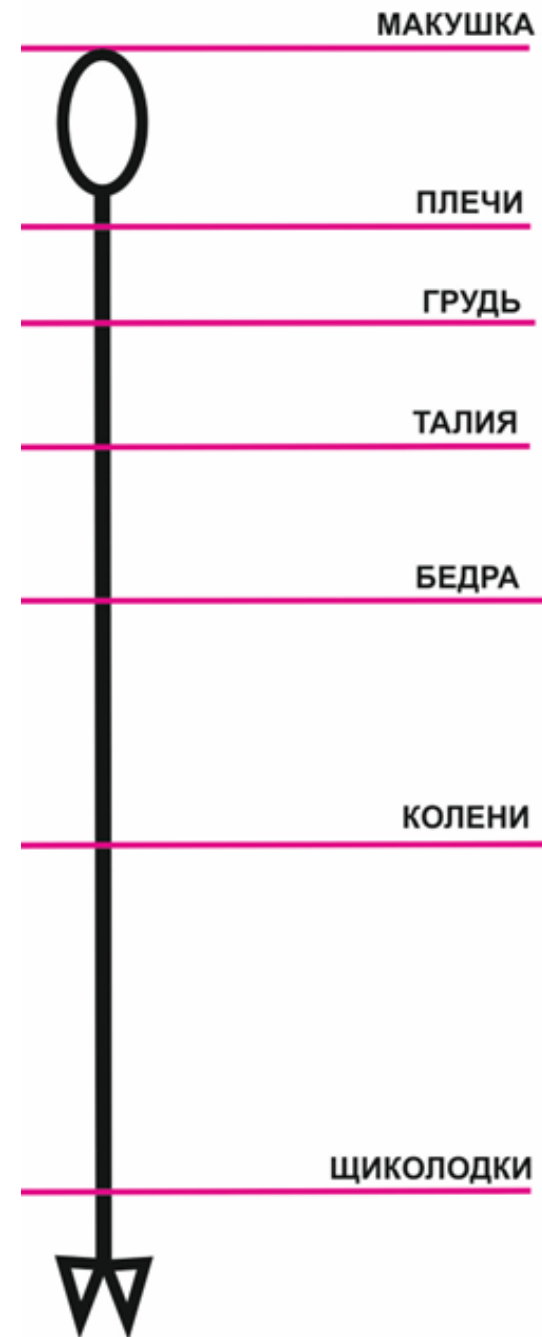 МАКУШКА
ПЛЕЧИ
ГРУДЬ
ТАЛИЯ
БЕДРА
КОЛЕНИ
ЩИКОЛОДКИ